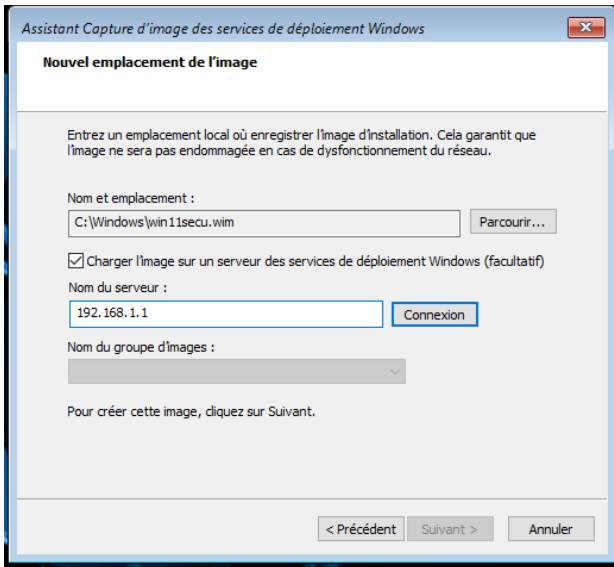 Assistant Capture d'image des services de déploiement Windows
Nouvel emplacement de l'image
Entrez un emplacement local où enregistrer l'image d'installation. Cela garantit que
l'image ne sera pas endommagée en cas de dysfonctionnement du réseau.
Nom et emplacement :
C:\Windows\win11secu.wim
Parcourir...
Charger l'image sur un serveur des services de déploiement Windows (facultatif)
Nom du serveur :
192.168.1.1
Connexion
Nom du groupe d'images :
Pour créer cette image, cliquez sur Suivant.
< Précédent
Suivant >
Annuler